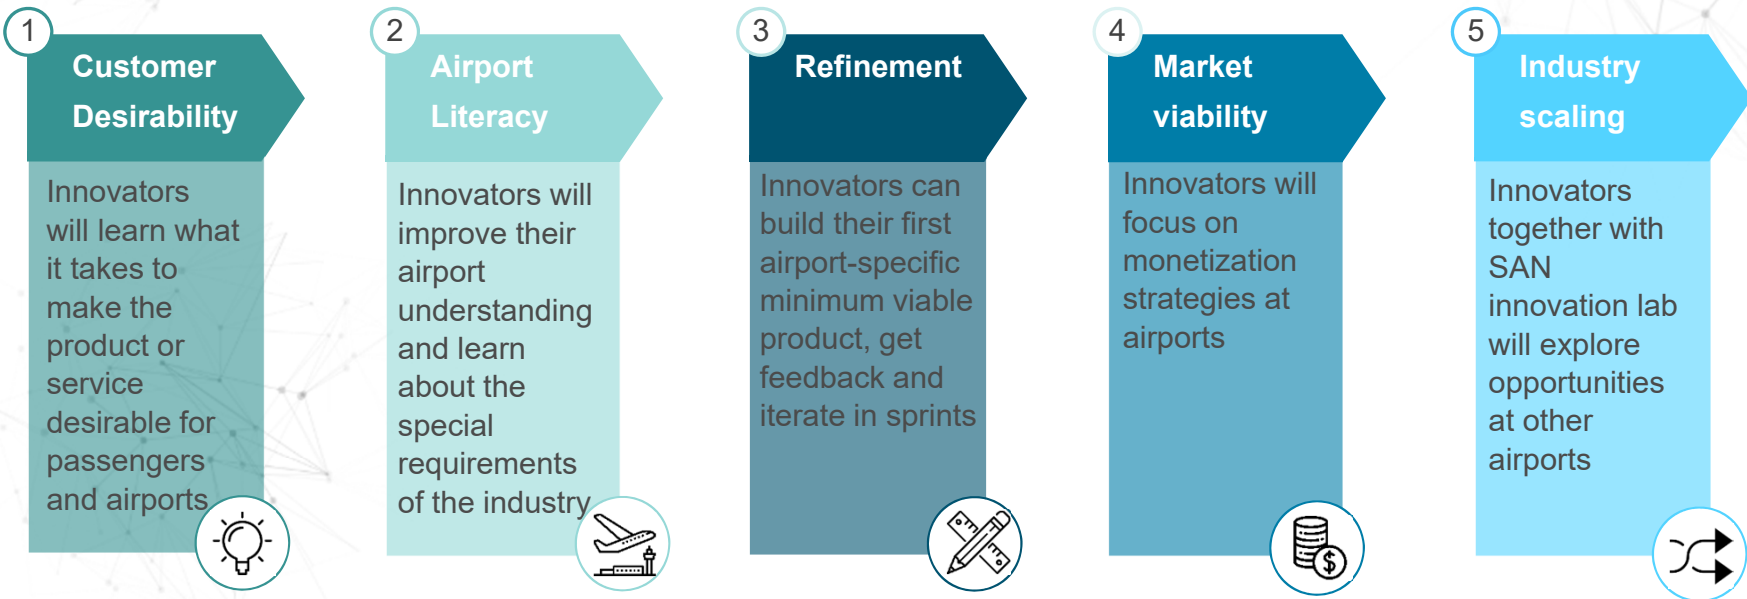 1
Customer
Desirability
Innovators
will learn what
it takes to
make the
product or
service
desirable for
passengers
and airports
2
Airport
Literacy
Innovators will
improve their
airport
understanding
and learn
about the
special
requirements
of the industry
3
Refinement
Innovators can
build their first
airport-specific
minimum viable
product, get
feedback and
iterate in sprints
4
Market
viability
Innovators will
focus on
monetization
strategies at
airports
$
5
Industry
scaling
Innovators
together with
SAN
innovation lab
will explore
opportunities
at other
airports